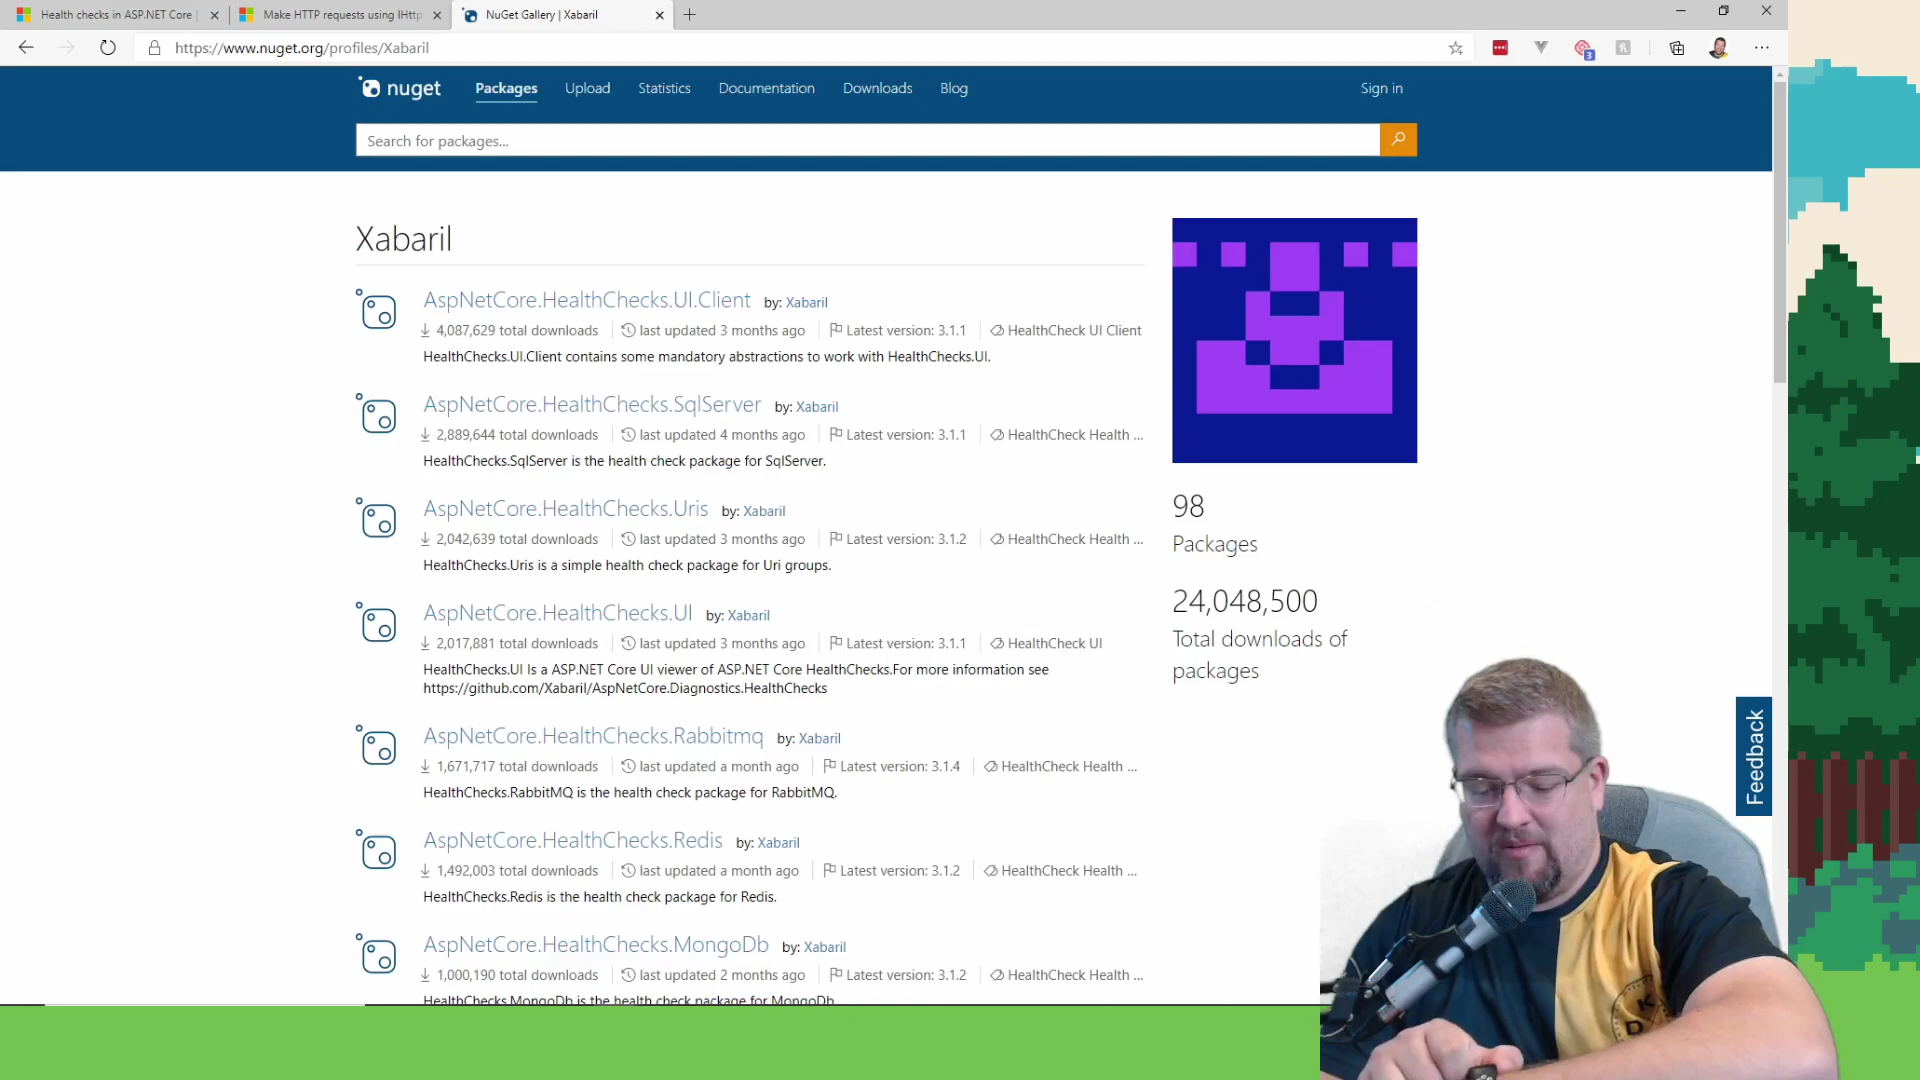 Health checks in ASP.NET Core
Make HTTP requests using IHttp
NuGet Gallery | Xabaril
https://www.nuget.org/profiles/Xabaril
3
nuget
Packages
Upload
Statistics
Documentation
Downloads
Blog
Sign in
Search for packages...
Xabaril
AspNetCore.HealthChecks.UI.Client by: Xabaril
4,087,629 total downloads last updated 3 months ago Latest version: 3.1.1 HealthCheck UI Client
HealthChecks.UI.Client contains some mandatory abstractions to work with HealthChecks.UI.
AspNetCore.HealthChecks.SqlServer by: Xabaril
2,889,644 total downloads last updated 4 months ago Latest version: 3.1.1 HealthCheck Health ...
HealthChecks.SqlServer is the health check package for SqlServer.
AspNetCore.HealthChecks.Uris by: Xabaril
2,042,639 total downloads last updated 3 months ago Latest version: 3.1.2 HealthCheck Health ...
HealthChecks.Uris is a simple health check package for Uri groups.
AspNetCore.HealthChecks.UI by: Xabaril
2,017,881 total downloads last updated 3 months ago Latest version: 3.1.1 HealthCheck UI
HealthChecks.UI Is a ASP.NET Core UI viewer of ASP.NET Core HealthChecks.For more information see
https://github.com/Xabaril/AspNetCore.Diagnostics.HealthChecks
AspNetCore.HealthChecks.Rabbitmq by: Xabaril
1,671,717 total downloads last updated a month ago Latest version: 3.1.4 HealthCheck Health ...
HealthChecks.RabbitMQ is the health check package for RabbitMQ.
AspNetCore.HealthChecks.Redis by: Xabaril
1,492,003 total downloads last updated a month ago Latest version: 3.1.2 HealthCheck Health ...
HealthChecks.Redis is the health check package for Redis.
AspNetCore.HealthChecks.MongoDb by: Xabaril
1,000,190 total downloads last updated 2 months ago Latest version: 3.1.2 HealthCheck Health ...
HealthChecks.MongoDb is the health check package for MongoDb.
98
Packages
24,048,500
Total downloads of
packages
Feedback
K
D